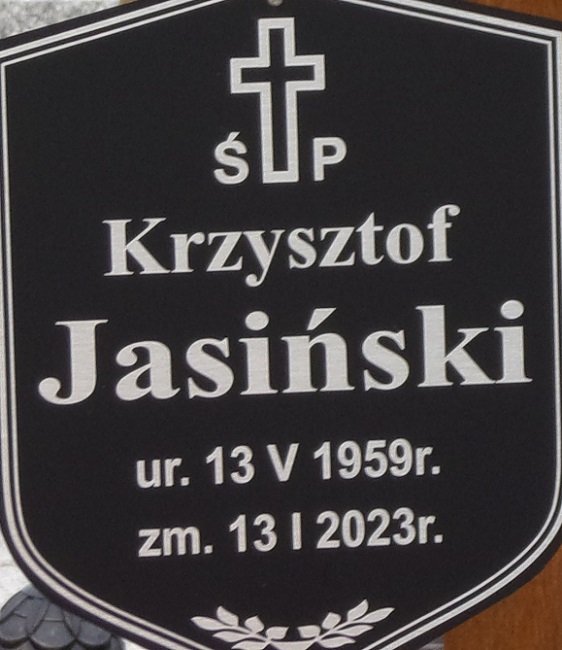 Ś P
Krzysztof
Jasiński
ur. 13 V 1959r.
zm. 13 I 2023r.